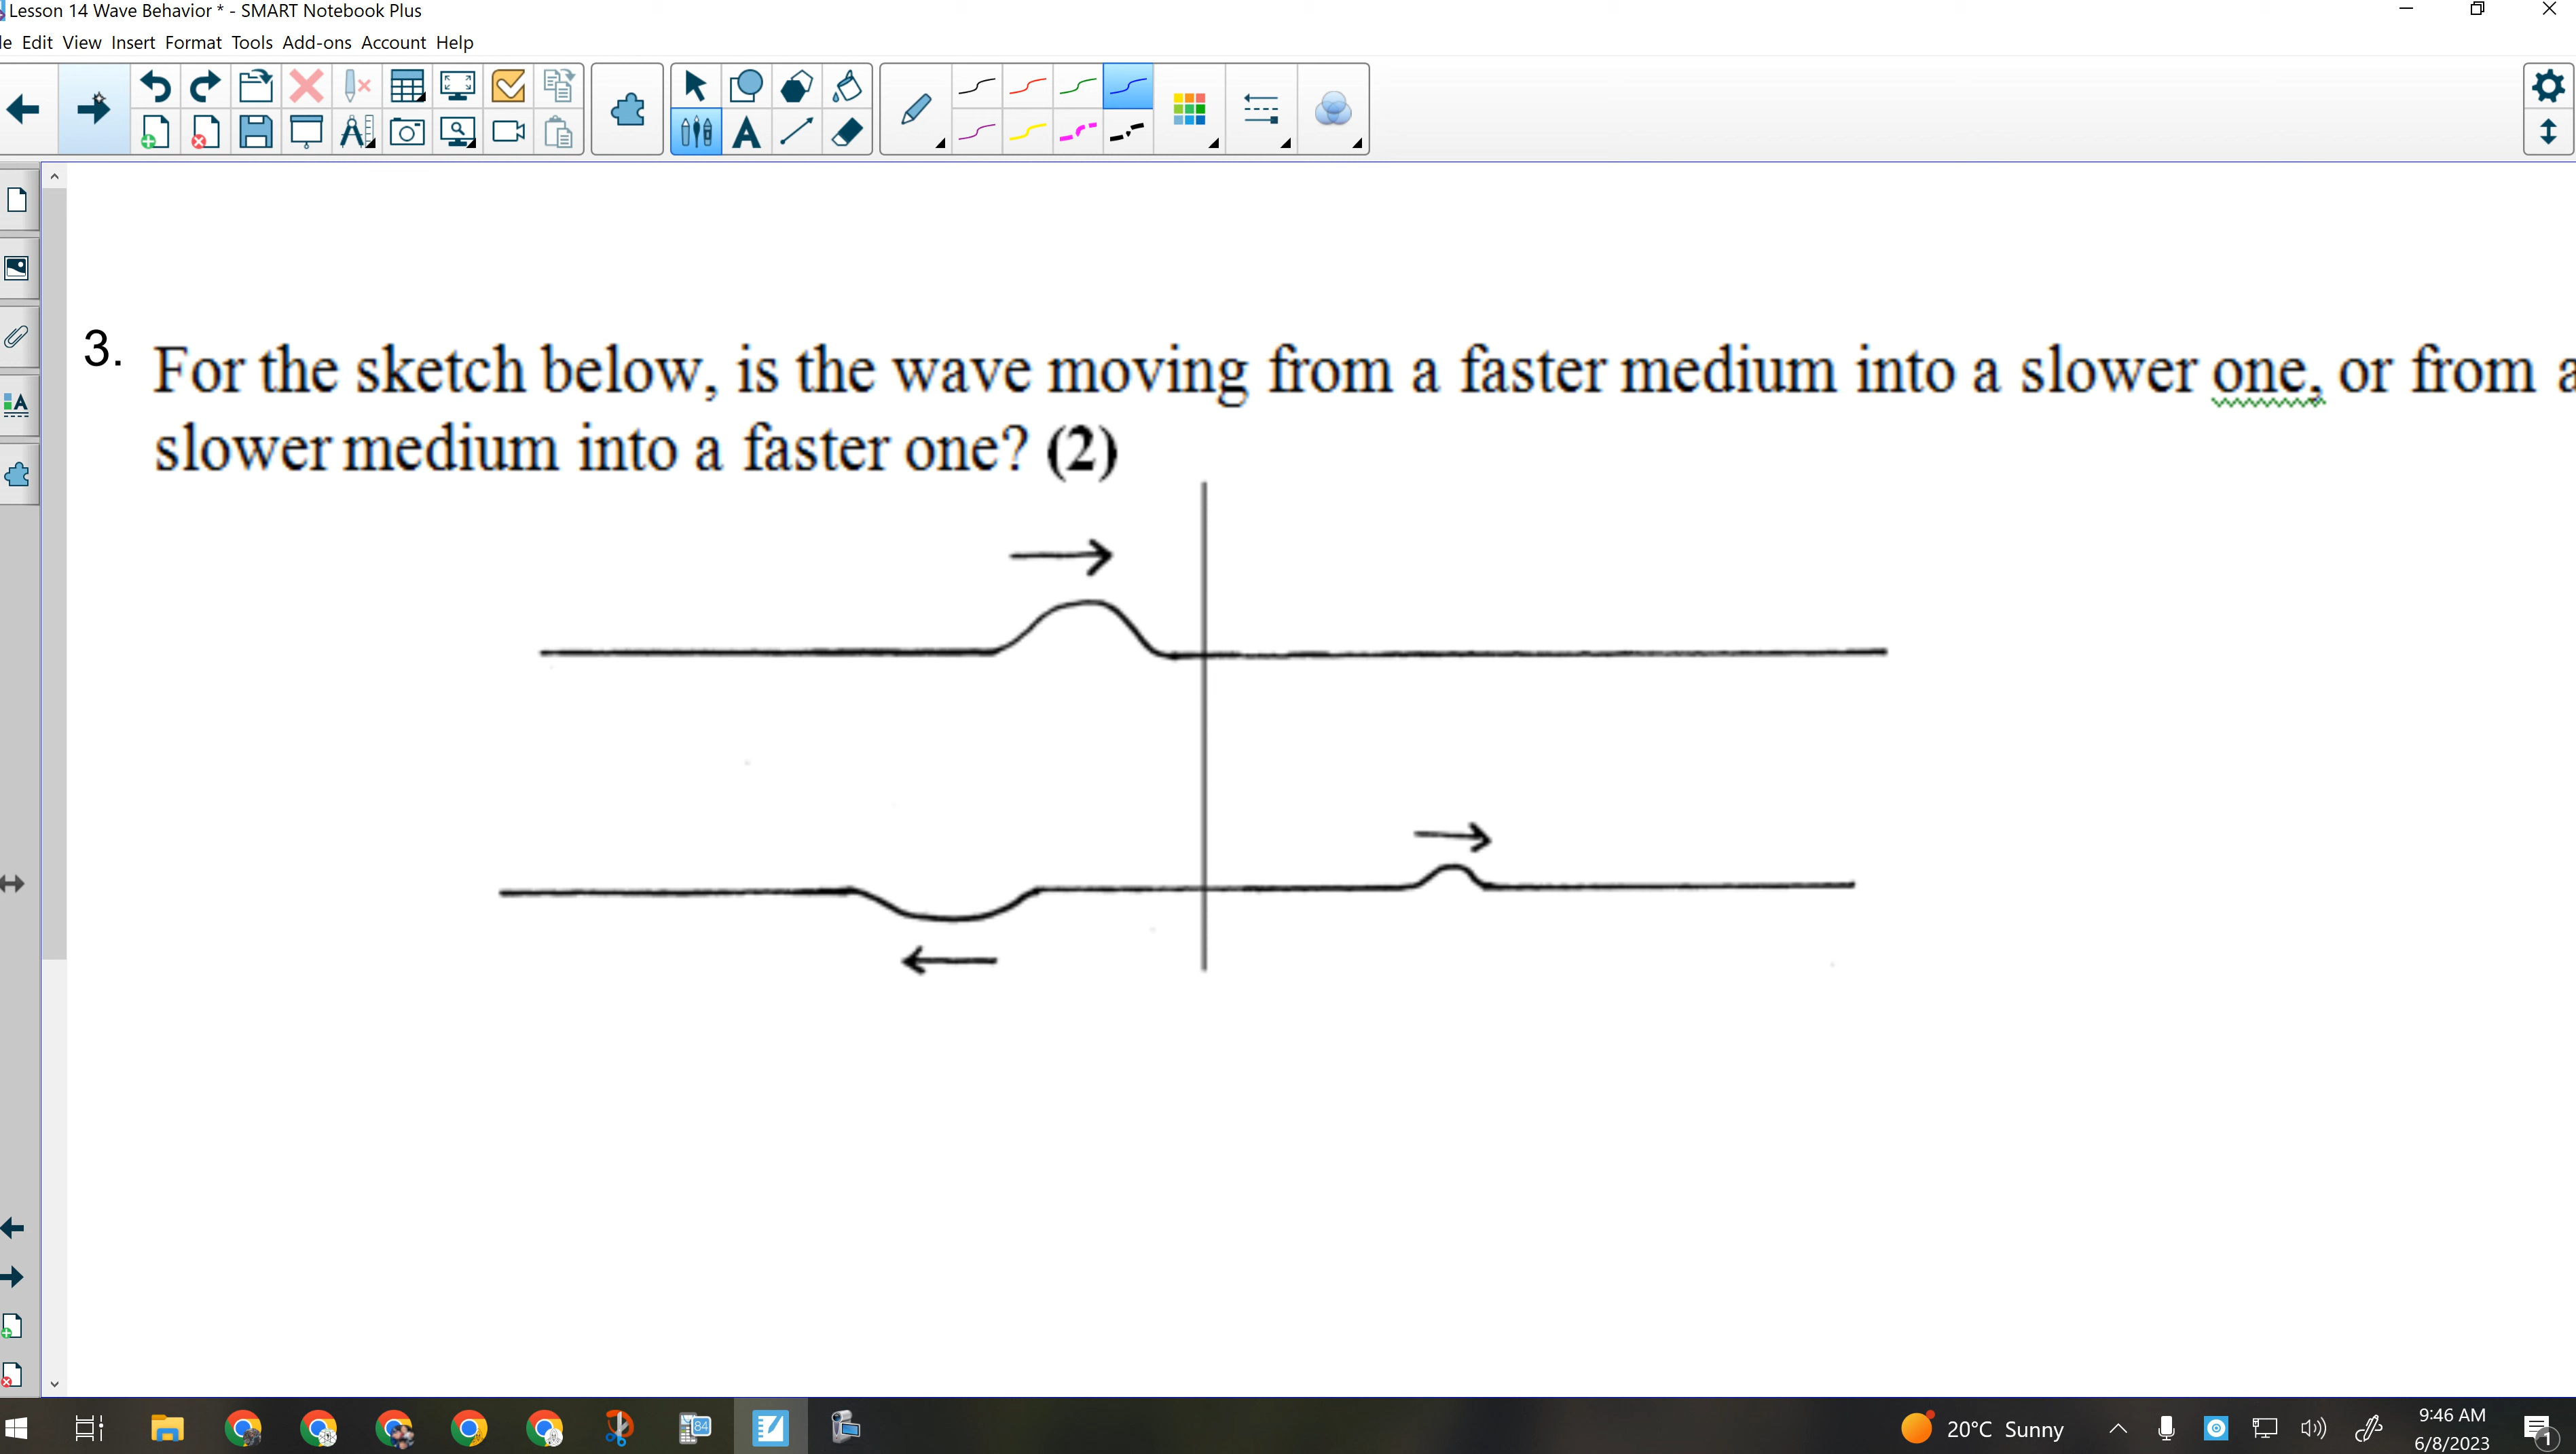 Lesson 14 Wave Behavior * - SMART Notebook Plus
le Edit View Insert Format Tools Add-ons Account Help
3. For the sketch below, is the wave moving from a faster medium into a slower one, or from a
slower medium into a faster one? (2)
84
20°C Sunny
9:46 AM
6/8/2023
1